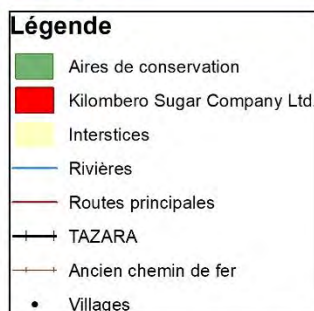 Légende
Aires de conservation
Kilombero Sugar Company Ltd
Interstices
Rivières
Routes principales
TAZARA
Ancien chemin de fer
Villages